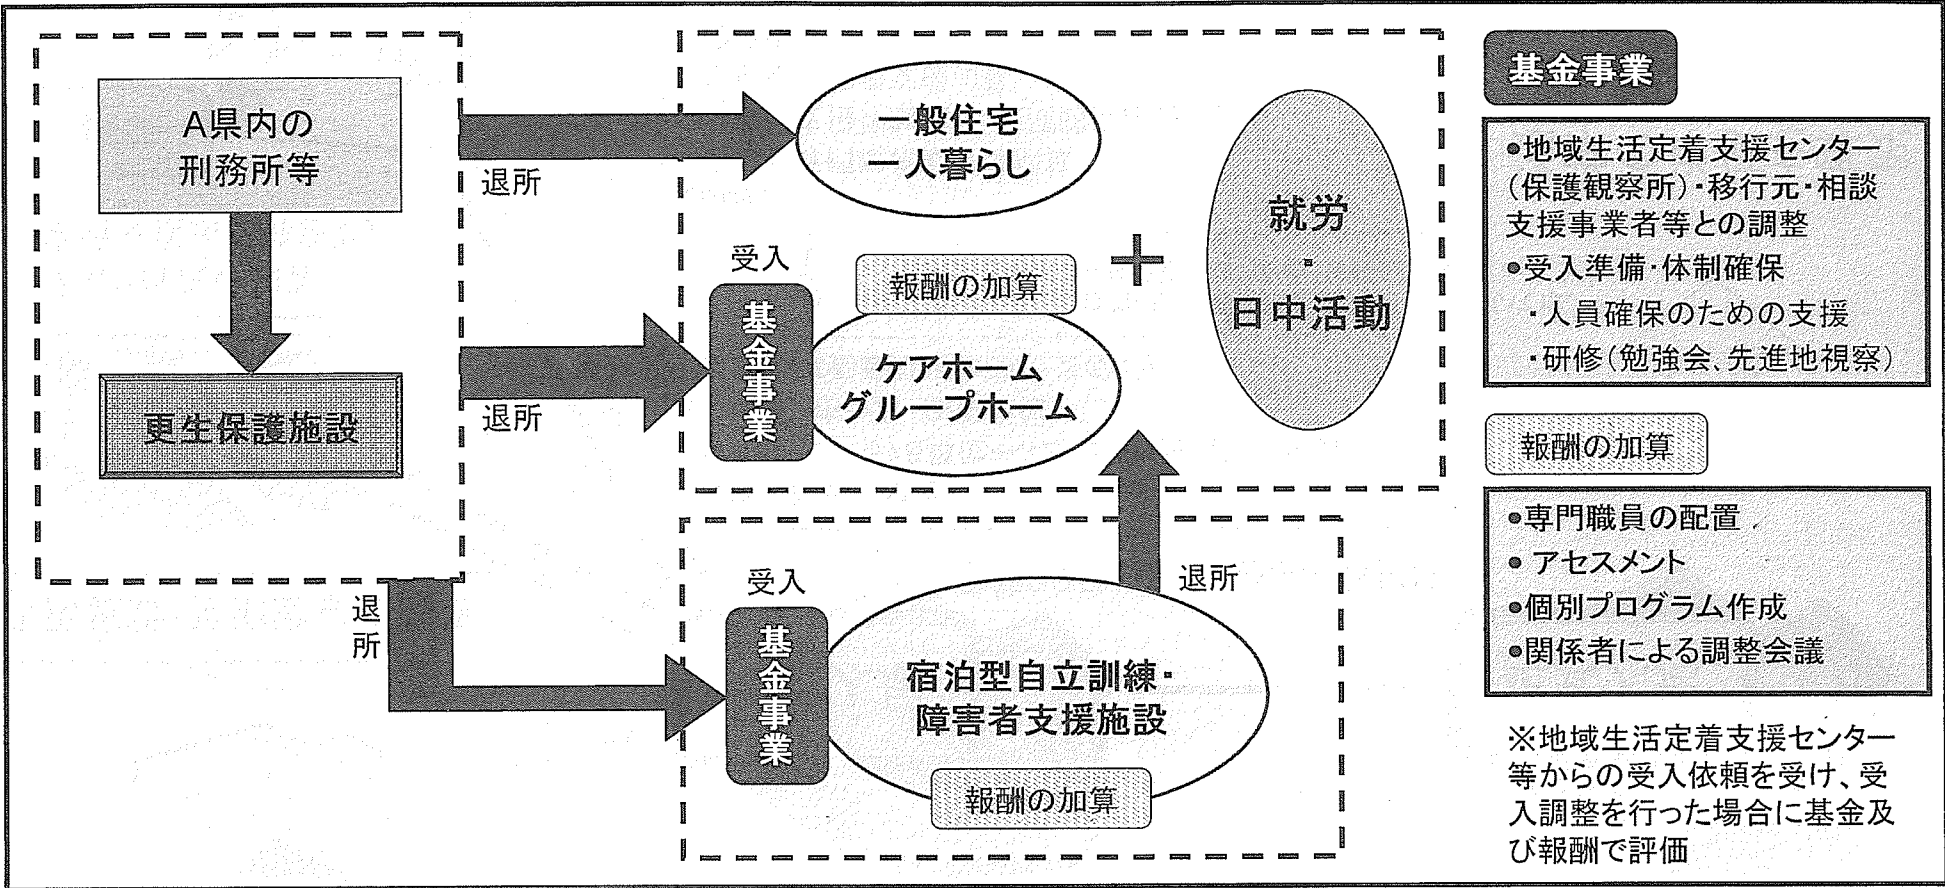 A県内の
刑務所等
更生保護施設
退所
一般住宅
一人暮らし
退所
受入
基金事業
報酬の加算
ケアホーム
グループホーム
+
就労
・
日中活動
退所
受入
基金事業
宿泊型自立訓練・
障害者支援施設
報酬の加算
退所
基金事業
●地域生活定着支援センター
(保護観察所)・移行元・相談
支援事業者等との調整
●受入準備・体制確保
・人員確保のための支援
・研修(勉強会、先進地視察)
報酬の加算
●専門職員の配置
●アセスメント
●個別プログラム作成
●関係者による調整会議
※地域生活定着支援センター
等からの受入依頼を受け、受
入調整を行った場合に基金及
び報酬で評価